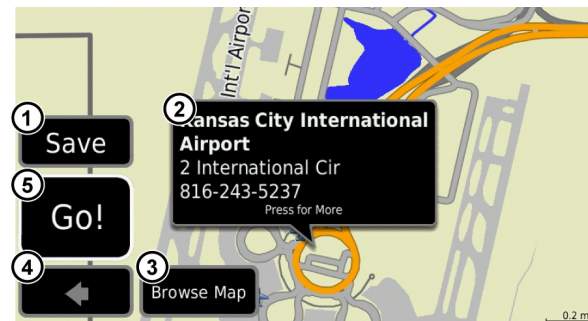 Int'l Airpor
1
Save
2
Kansas City International
Airport
2 International Cir
816-243-5237
Press for More
5
Go!
4
3
Browse Map
0.2 m